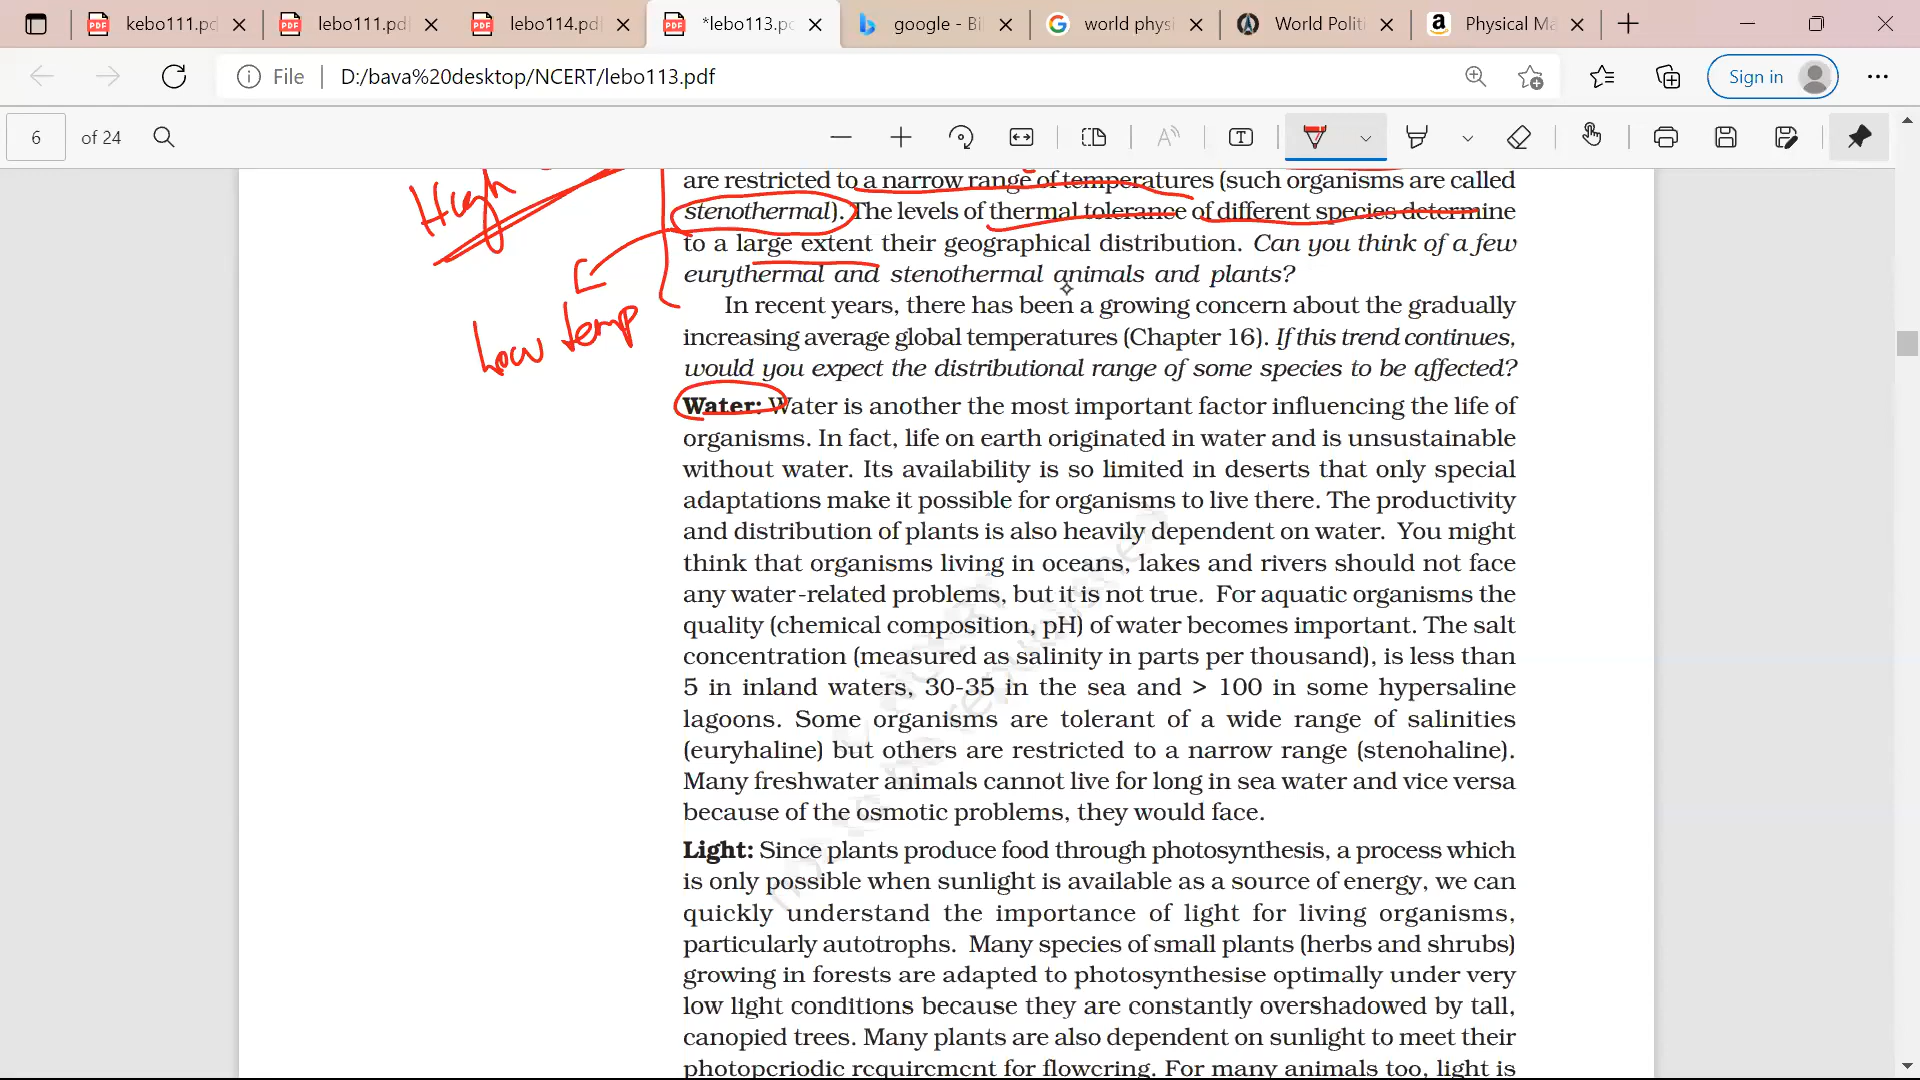 kebo111.pd
lebo111.pdf
lebo114.pdf
*lebo113.pd
google - Bi
world physi
World Politi
Physical Ma
File
D:/bava%20desktop/NCERT/lebo113.pdf
Sign in
6 of 24
are restricted to a narrow range of temperatures (such organisms are called
stenothermal). The levels of thermal tolerance of different species determine
to a large extent their geographical distribution. Can you think of a few
eurythermal and stenothermal animals and plants?
High
Low temp
In recent years, there has been a growing concern about the gradually
increasing average global temperatures (Chapter 16). If this trend continues,
would you expect the distributional range of some species to be affected?
Water: Water is another the most important factor influencing the life of
organisms. In fact, life on earth originated in water and is unsustainable
without water. Its availability is so limited in deserts that only special
adaptations make it possible for organisms to live there. The productivity
and distribution of plants is also heavily dependent on water. You might
think that organisms living in oceans, lakes and rivers should not face
any water-related problems, but it is not true. For aquatic organisms the
quality (chemical composition, pH) of water becomes important. The salt
concentration (measured as salinity in parts per thousand), is less than
5 in inland waters, 30-35 in the sea and > 100 in some hypersaline
lagoons. Some organisms are tolerant of a wide range of salinities
(euryhaline) but others are restricted to a narrow range (stenohaline).
Many freshwater animals cannot live for long in sea water and vice versa
because of the osmotic problems, they would face.
Light: Since plants produce food through photosynthesis, a process which
is only possible when sunlight is available as a source of energy, we can
quickly understand the importance of light for living organisms,
particularly autotrophs. Many species of small plants (herbs and shrubs)
growing in forests are adapted to photosynthesise optimally under very
low light conditions because they are constantly overshadowed by tall,
canopied trees. Many plants are also dependent on sunlight to meet their
photoperiodic requirement for flowering. For many animals too, light is